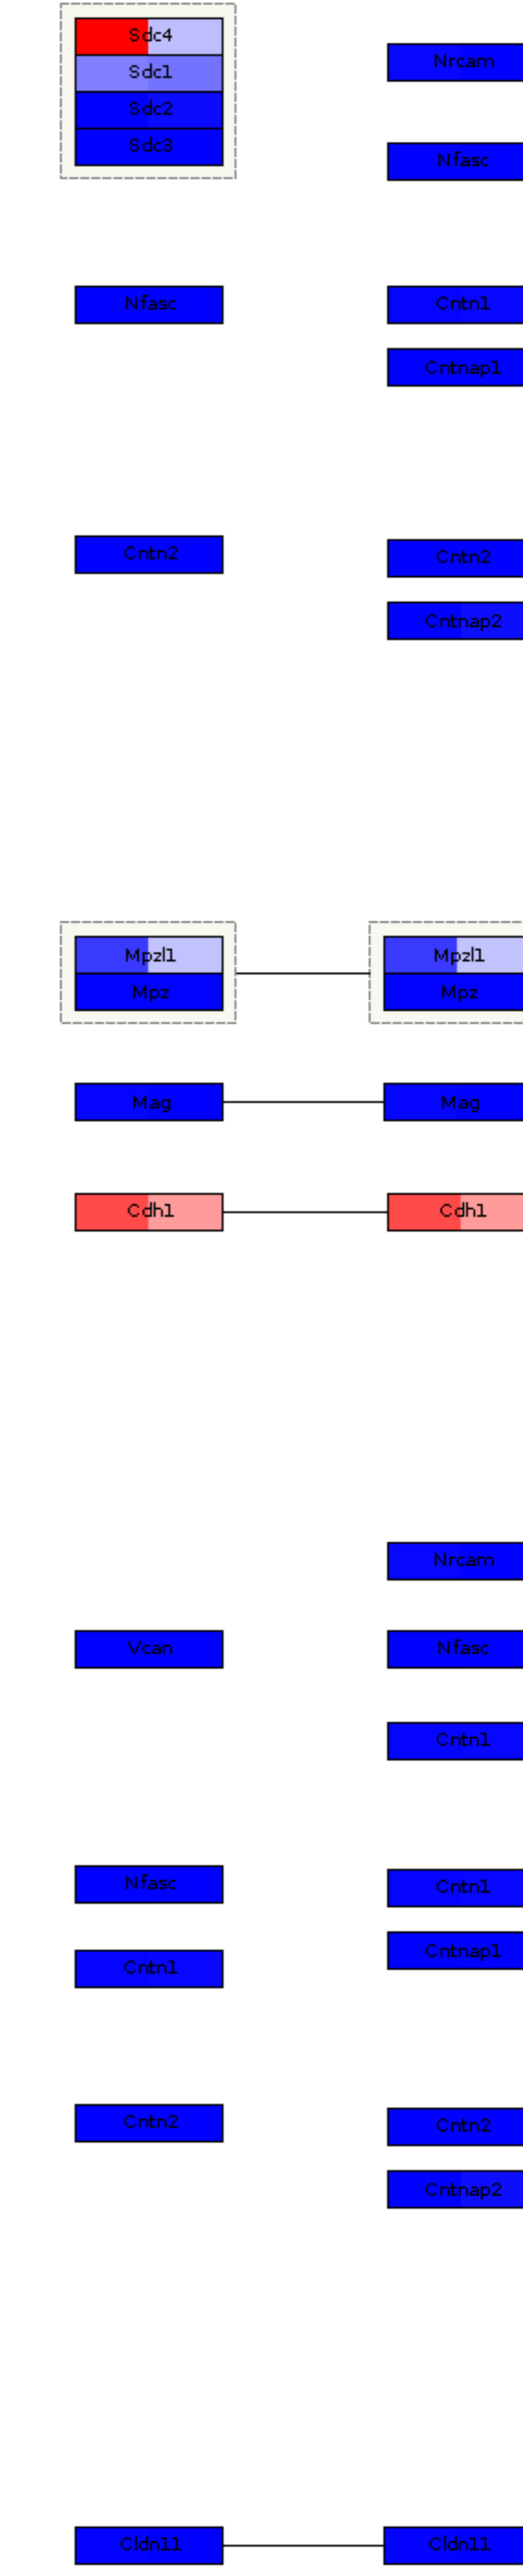 Sdc4
Nrcam
Sdc1
Sdc2
Sdc3
Nfasc
Nfasc
Cntn1
Cntnap1
Cntn2
Cntn2
Cntnap2
Mpzl1
Mpzl1
Mpz
Mpz
Mag
Mag
Cdh1
Cdh1
Nrcam
Vcan
Nfasc
Cntn1
Nfasc
Cntn1
Cntnap1
Cntn1
Cntn2
Cntn2
Cntnap2
Cldn11
Cldn11